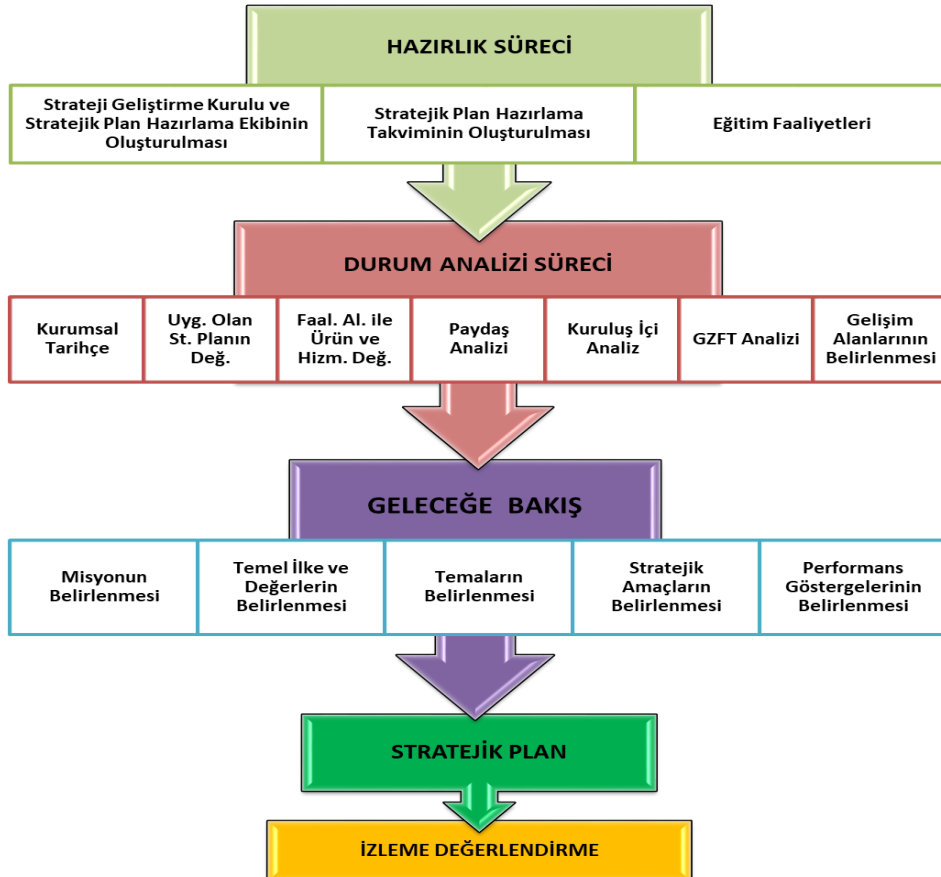 HAZIRLIK SÜRECİ
Strateji Geliştirme Kurulu ve
Stratejik Plan Hazırlama Ekibinin
Oluşturulması
Stratejik Plan Hazırlama
Takviminin Oluşturulması
Eğitim Faaliyetleri
DURUM ANALİZİ SÜRECİ
Kurumsal
Tarihçe
Uyg. Olan
St. Planın
Değ.
Faal. Al. ile
Ürün ve
Hizm. Değ.
Paydaş
Analizi
Kuruluş İçi
Analiz
GZFT Analizi
Gelişim
Alanlarının
Belirlenmesi
GELECEĞE BAKIŞ
Misyonun
Belirlenmesi
Temel İlke ve
Değerlerin
Belirlenmesi
Temaların
Belirlenmesi
Stratejik
Amaçların
Belirlenmesi
Performans
Göstergelerinin
Belirlenmesi
STRATEJİK PLAN
İZLEME DEĞERLENDİRME